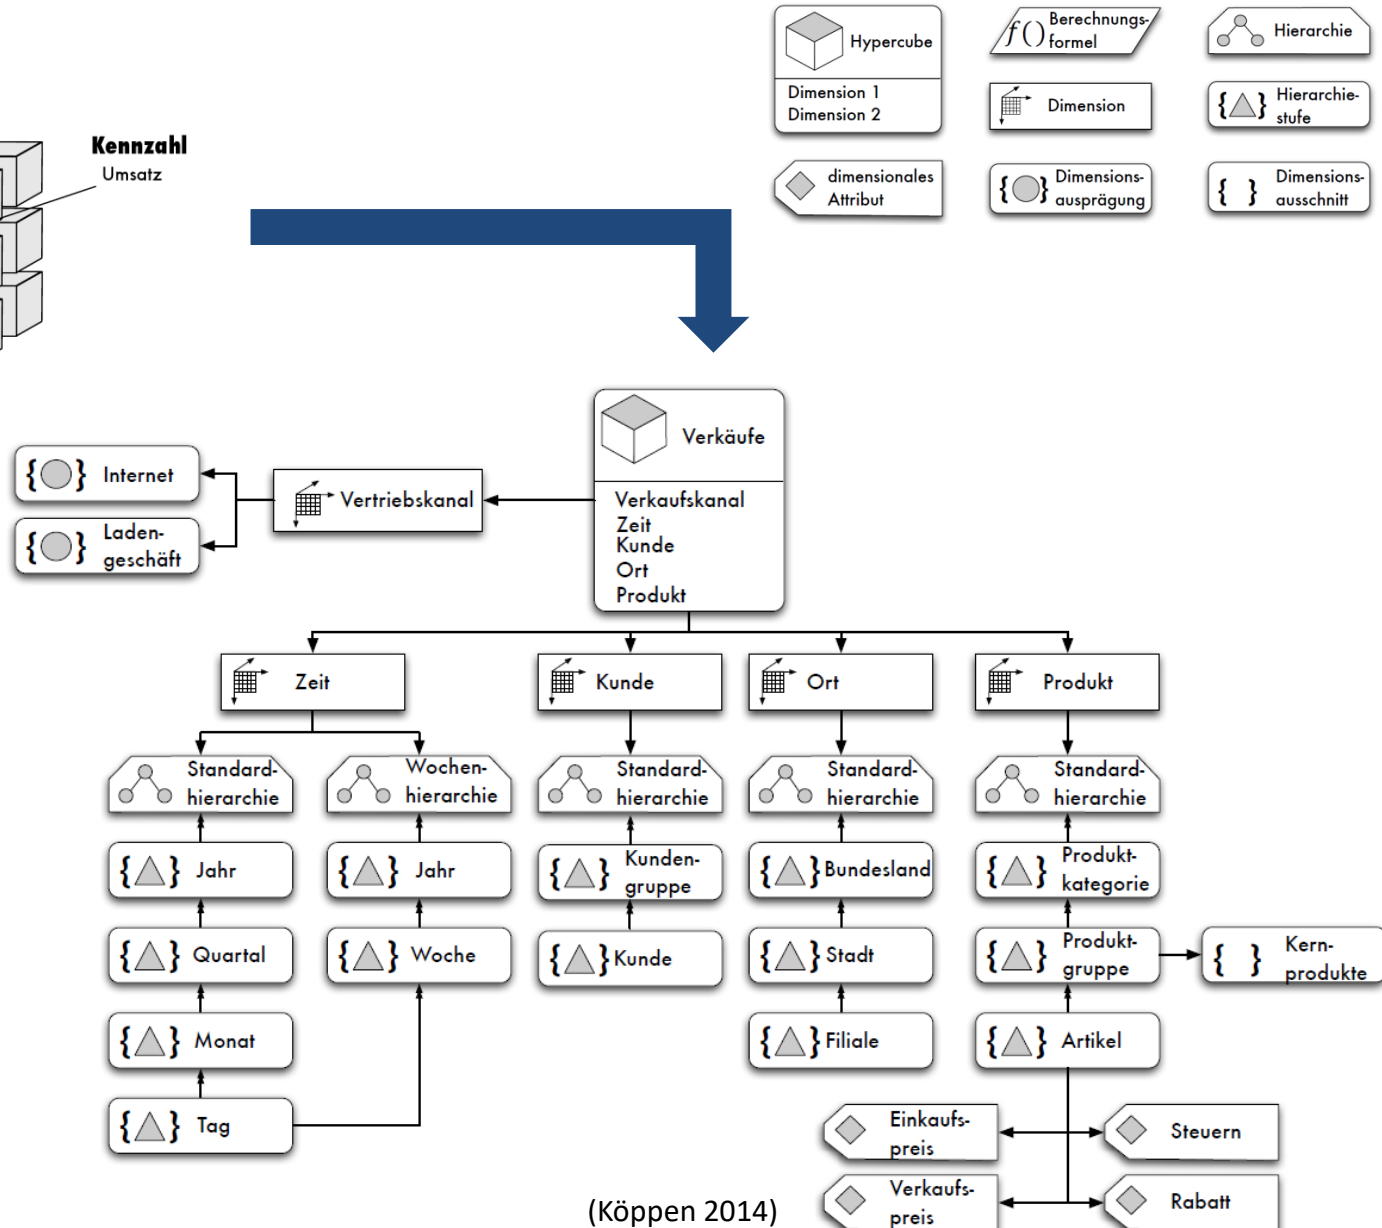 Hypercube
Dimension 1
Dimension 2
f() Berechnungs-
formel
Hierarchie
Dimension
{ } Hierarchie-
stufe
dimensionales
Attribut
{ } Dimensions-
ausprägung
{ } Dimensions-
ausschnitt
Kennzahl
Umsatz
Verkäufe
Verkaufskanal
Zeit
Kunde
Ort
Produkt
Vertriebskanal
{ } Internet
{ } Laden-
geschäft
Zeit
Kunde
Ort
Produkt
Standard-
hierarchie
Wochen-
hierarchie
Standard-
hierarchie
Standard-
hierarchie
Standard-
hierarchie
{ } Jahr
{ } Jahr
{ } Kunden-
gruppe
{ } Bundesland
{ } Produkt-
kategorie
{ } Quartal
{ } Woche
{ } Kunde
{ } Stadt
{ } Produkt-
gruppe
{ } Kern-
produkte
{ } Monat
{ } Filiale
{ } Artikel
{ } Tag
Einkaufs-
preis
Steuern
Verkaufs-
preis
Rabatt
(Köppen 2014)